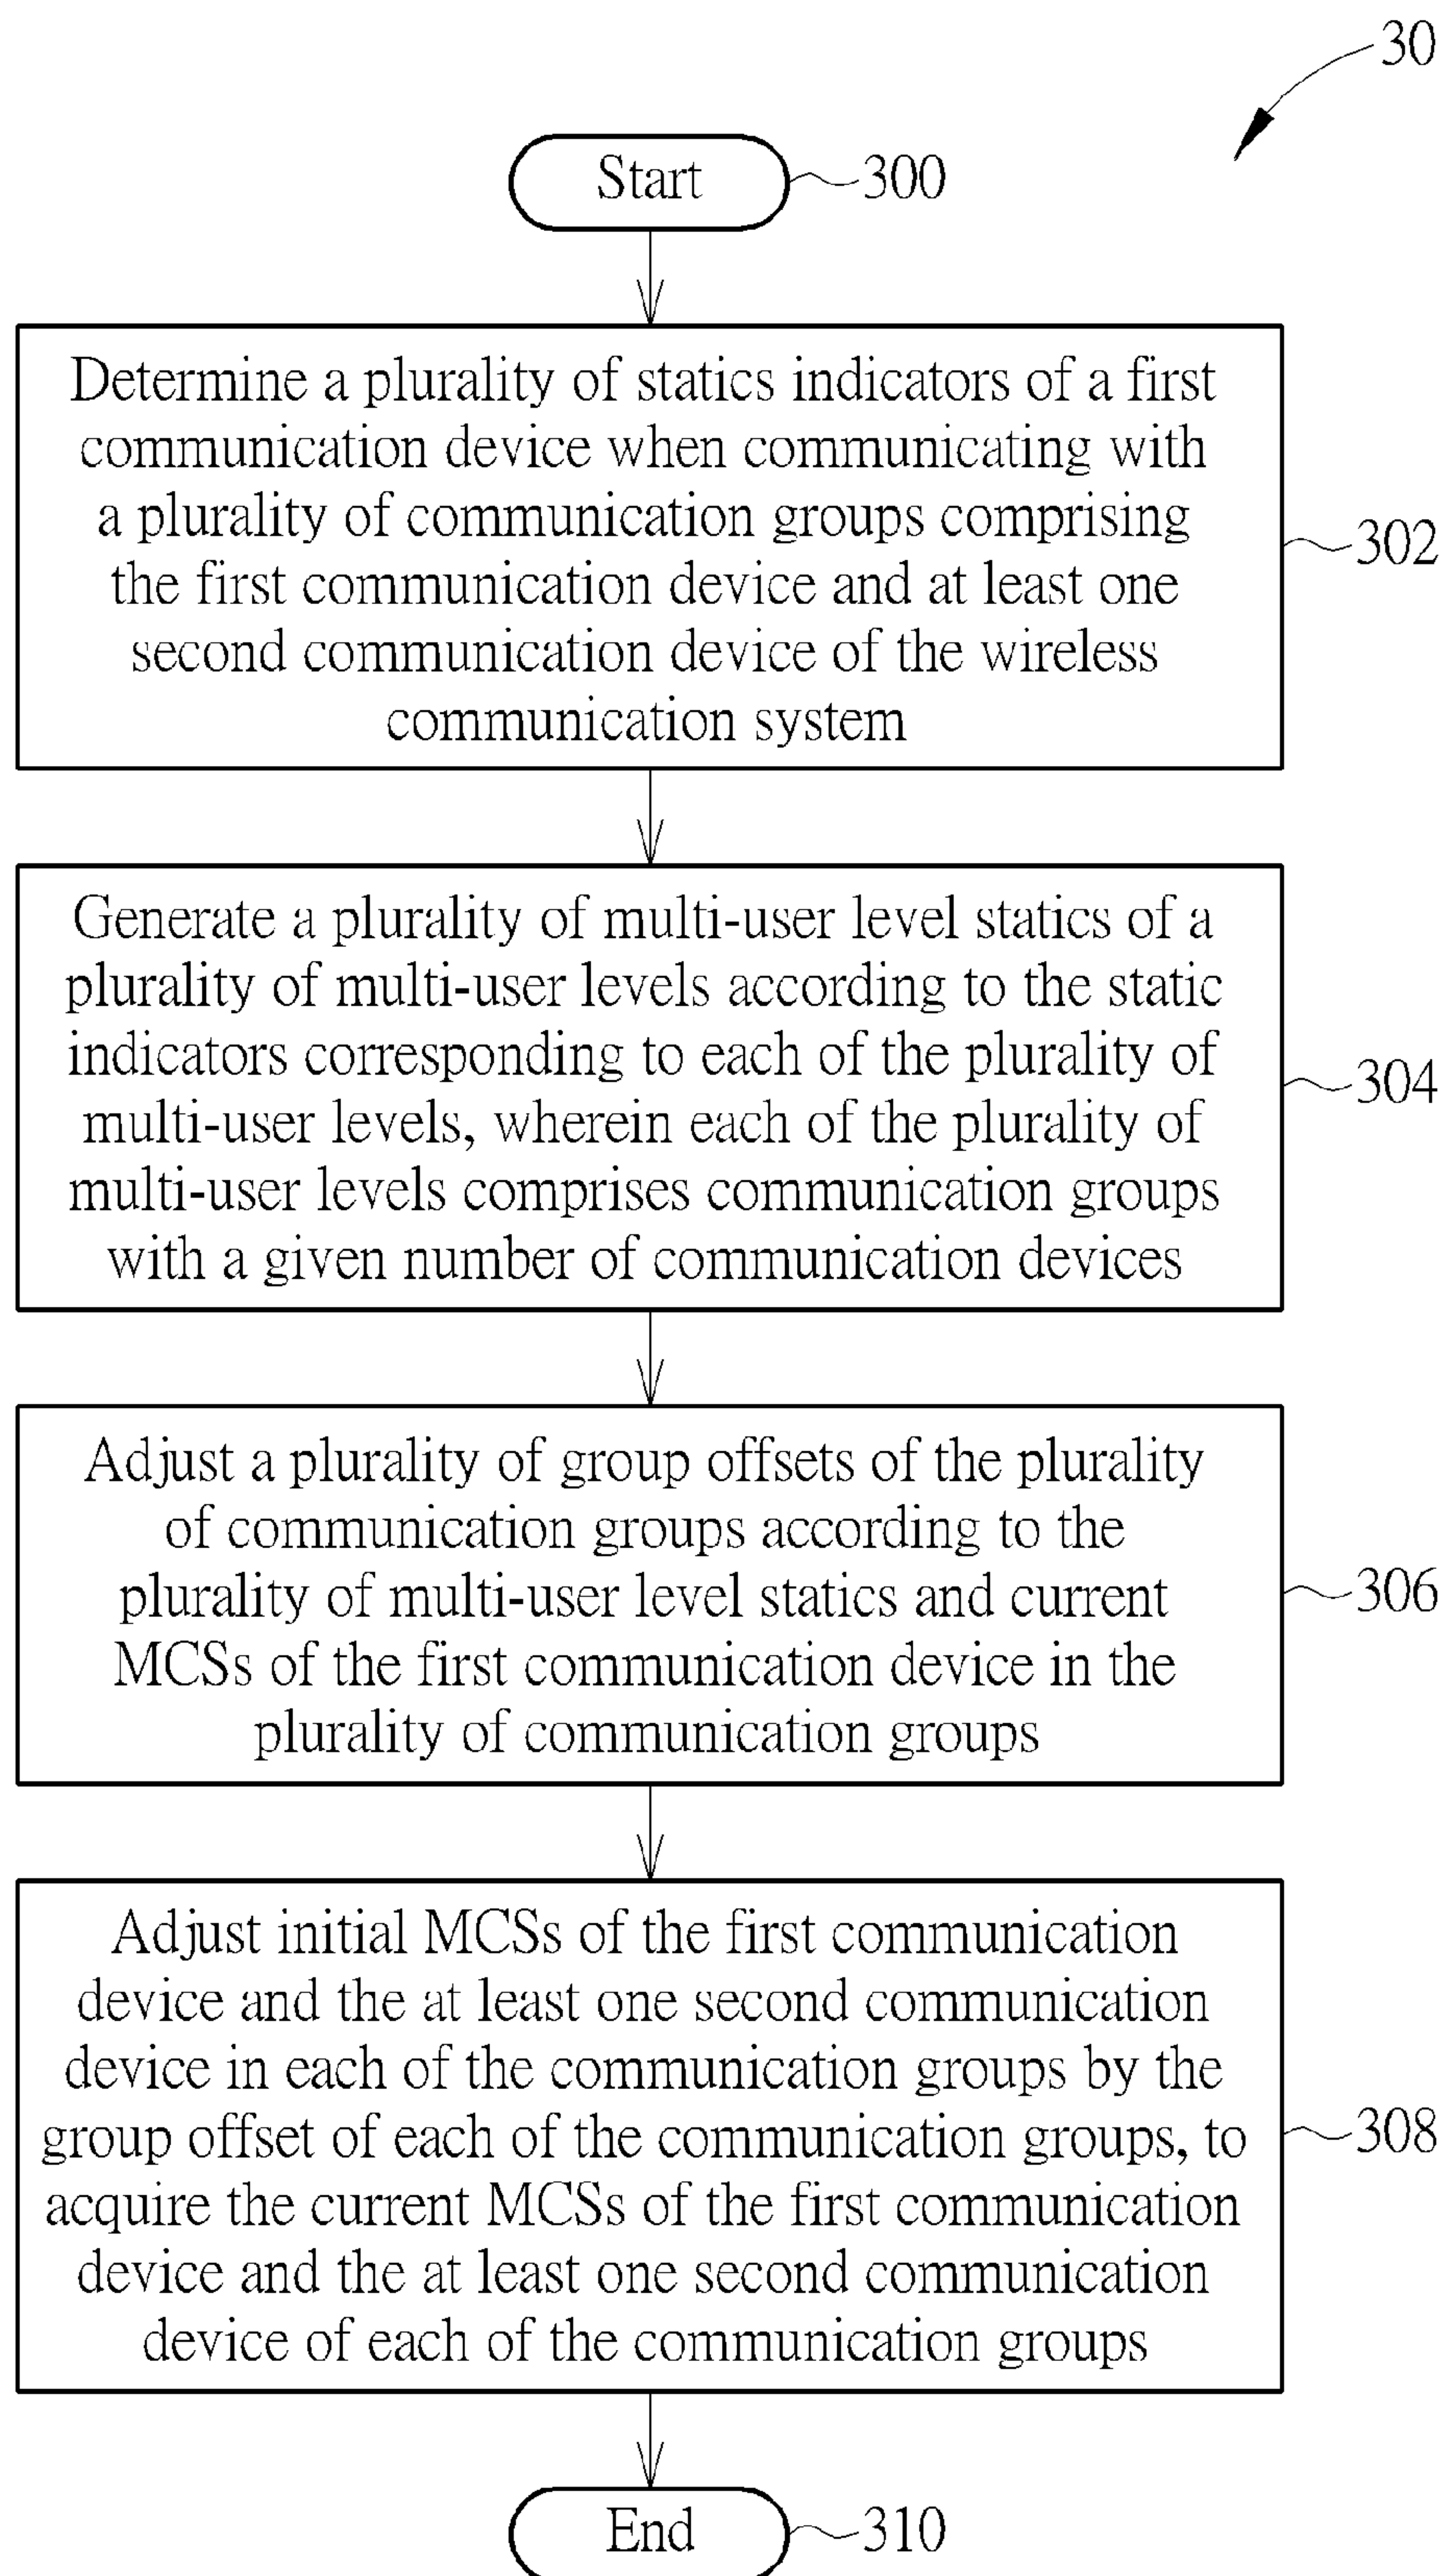 30
Start
300
Determine a plurality of statics indicators of a first
communication device when communicating with
a plurality of communication groups comprising
the first communication device and at least one
second communication device of the wireless
communication system
302
Generate a plurality of multi-user level statics of a
plurality of multi-user levels according to the static
indicators corresponding to each of the plurality of
multi-user levels, wherein each of the plurality of
multi-user levels comprises communication groups
with a given number of communication devices
304
Adjust a plurality of group offsets of the plurality
of communication groups according to the
plurality of multi-user level statics and current
MCSs of the first communication device in the
plurality of communication groups
306
Adjust initial MCSs of the first communication
device and the at least one second communication
device in each of the communication groups by the
group offset of each of the communication groups, to
acquire the current MCSs of the first communication
device and the at least one second communication
device of each of the communication groups
308
End
310